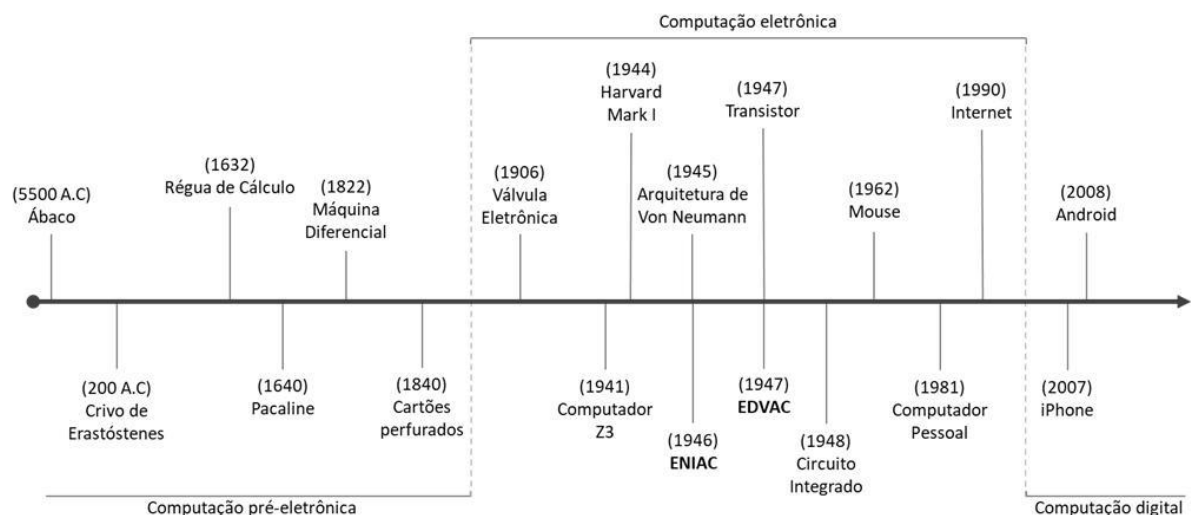 Computação eletrônica
(1944)
Harvard
Mark I
(1947)
Transistor
(1990)
Internet
(1632)
Régua de Cálculo
(1822)
Máquina
Diferencial
(1906)
Válvula
Eletrônica
(1945)
Arquitetura de
Von Neumann
(1962)
Mouse
(2008)
Android
(5500 A.C)
Ábaco
(200 A.C)
Crivo de
Erastóstenes
(1640)
Pacaline
(1840)
Cartões
perfurados
(1941)
Computador
Z3
(1946)
ENIAC
(1947)
EDVAC
(1948)
Circuito
Integrado
(1981)
Computador
Pessoal
(2007)
iPhone
Computação pré-eletrônica
Computação digital